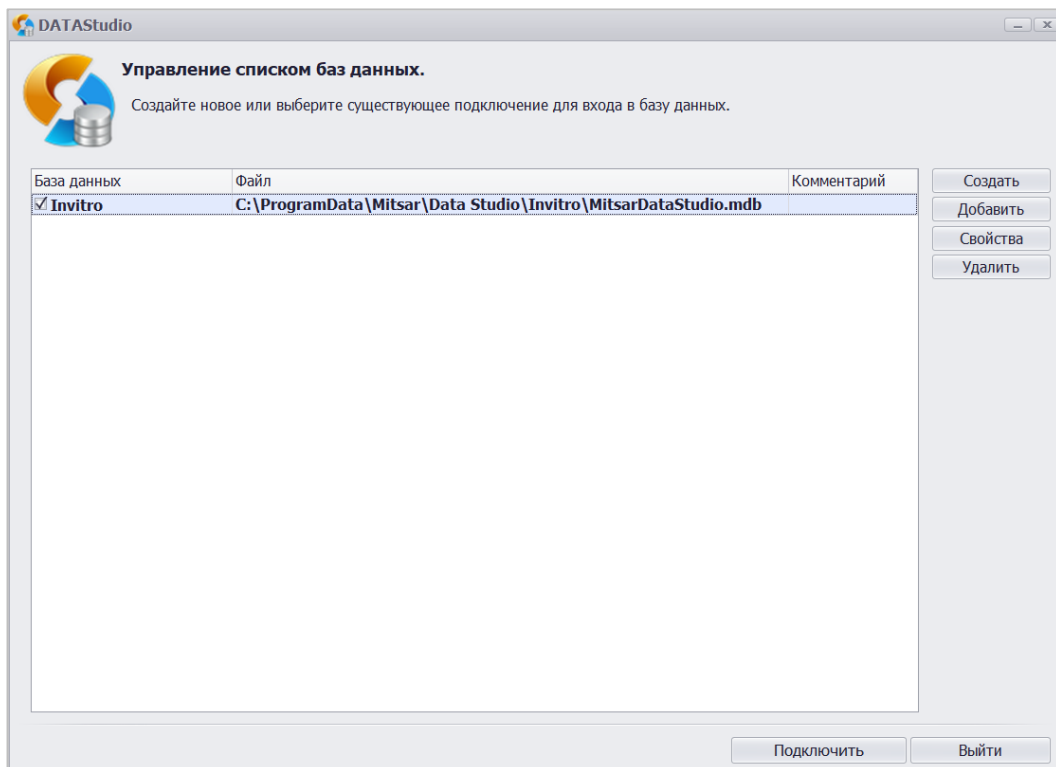 DATAStudio
Управление списком баз данных.
Создайте новое или выберите существующее подключение для входа в базу данных.
База данных Файл Комментарий
Invitro C:\ProgramData\Mitsar\Data Studio\Invitro\MitsarDataStudio.mdb
Создать
Добавить
Свойства
Удалить
Подключить Выйти